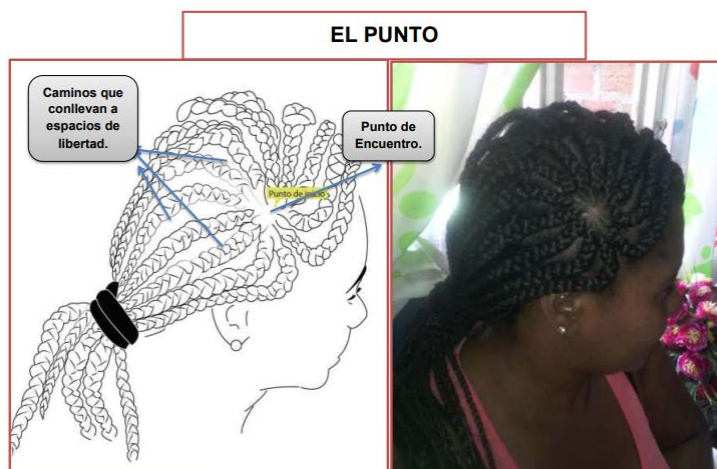 EL PUNTO
Caminos que
conllevan a
espacios de
libertad.
Punto de
Encuentro.
Punto de inicio